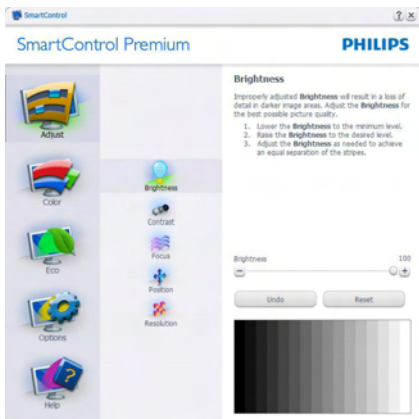 SmartControl
SmartControl Premium
PHILIPS
Adjust
Color
Eco
Options
Help
Brightness
Contrast
Focus
Position
Resolution
Brightness
Improperly adjusted Brightness will result in a loss of
detail in darker image areas. Adjust the Brightness for
the best possible picture quality.
1. Lower the Brightness to the minimum level.
2. Raise the Brightness to the desired level.
3. Adjust the Brightness as needed to achieve
an equal separation of the stripes.
Brightness 100
Undo Reset